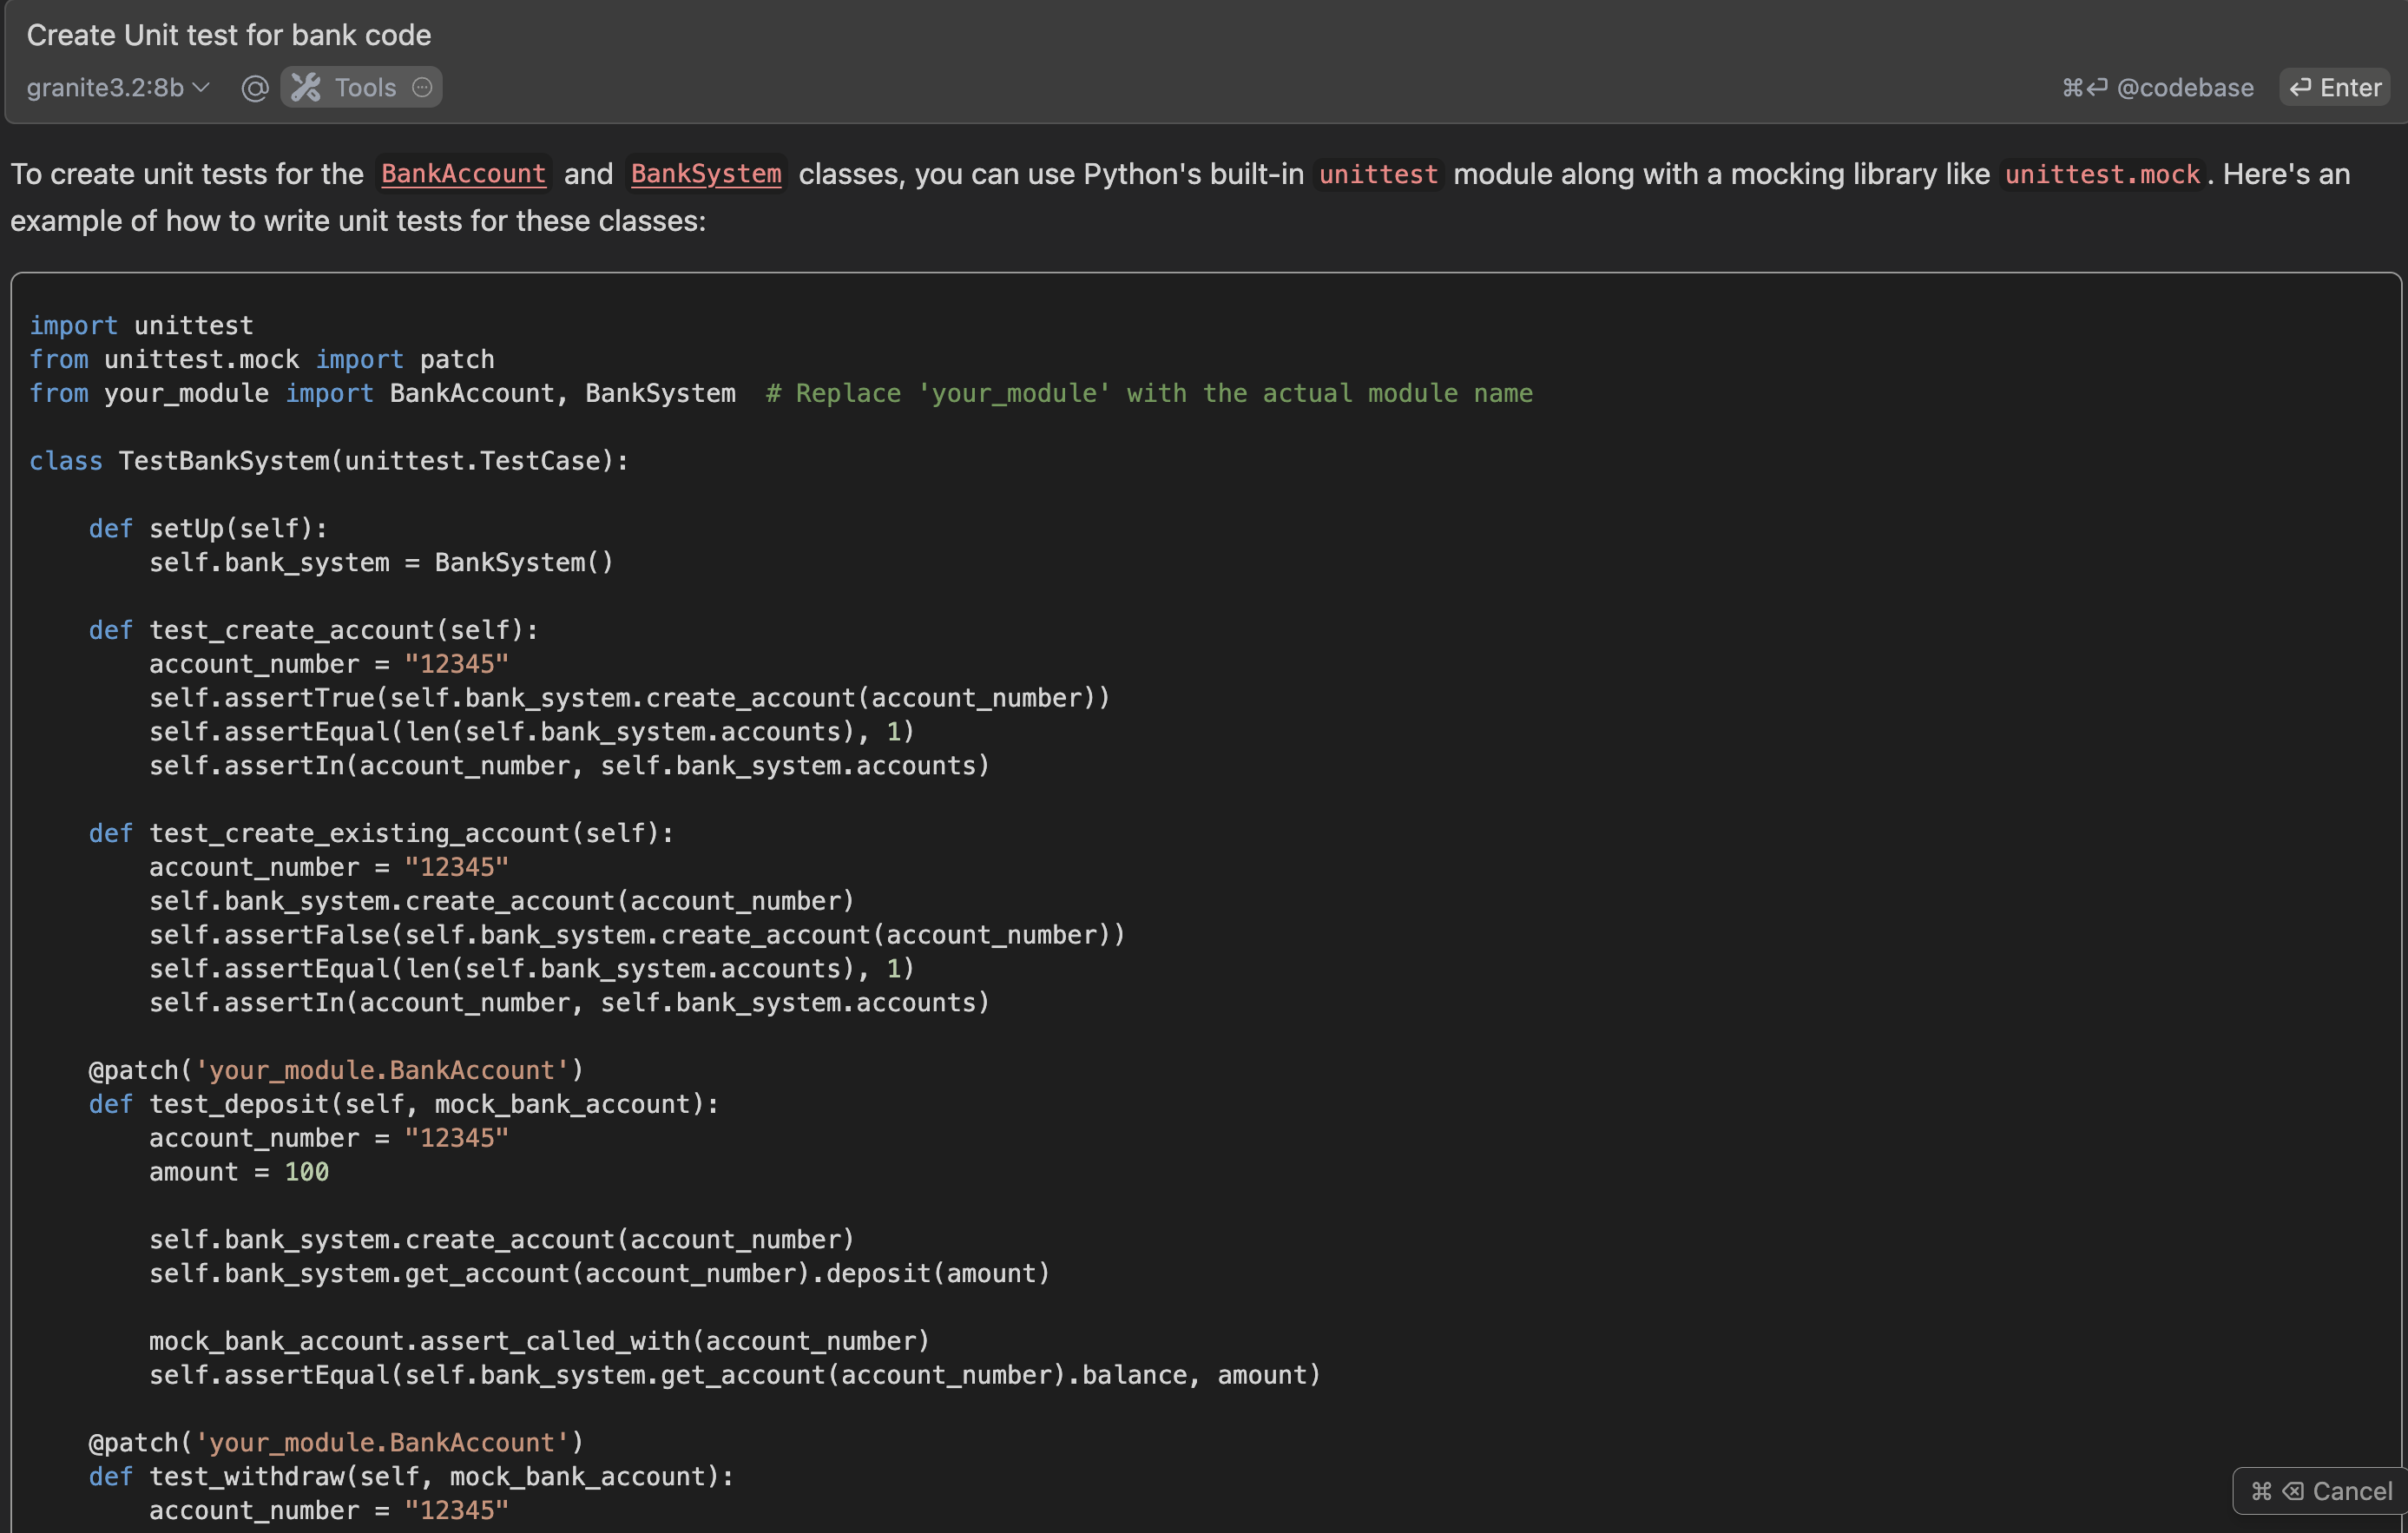 Create Unit test for bank code
granite3.2:8b @ Tools ⌘⏎ @codebase ⏎ Enter
To create unit tests for the BankAccount and BankSystem classes, you can use Python's built-in unittest module along with a mocking library like unittest.mock. Here's an
example of how to write unit tests for these classes:
import unittest
from unittest.mock import patch
from your_module import BankAccount, BankSystem  # Replace 'your_module' with the actual module name
class TestBankSystem(unittest.TestCase):
    def setUp(self):
        self.bank_system = BankSystem()
    def test_create_account(self):
        account_number = "12345"
        self.assertTrue(self.bank_system.create_account(account_number))
        self.assertEqual(len(self.bank_system.accounts), 1)
        self.assertIn(account_number, self.bank_system.accounts)
    def test_create_existing_account(self):
        account_number = "12345"
        self.bank_system.create_account(account_number)
        self.assertFalse(self.bank_system.create_account(account_number))
        self.assertEqual(len(self.bank_system.accounts), 1)
        self.assertIn(account_number, self.bank_system.accounts)
    @patch('your_module.BankAccount')
    def test_deposit(self, mock_bank_account):
        account_number = "12345"
        amount = 100
        self.bank_system.create_account(account_number)
        self.bank_system.get_account(account_number).deposit(amount)
        mock_bank_account.assert_called_with(account_number)
        self.assertEqual(self.bank_system.get_account(account_number).balance, amount)
    @patch('your_module.BankAccount')
    def test_withdraw(self, mock_bank_account):
        account_number = "12345"
⌘ ⌫ Cancel